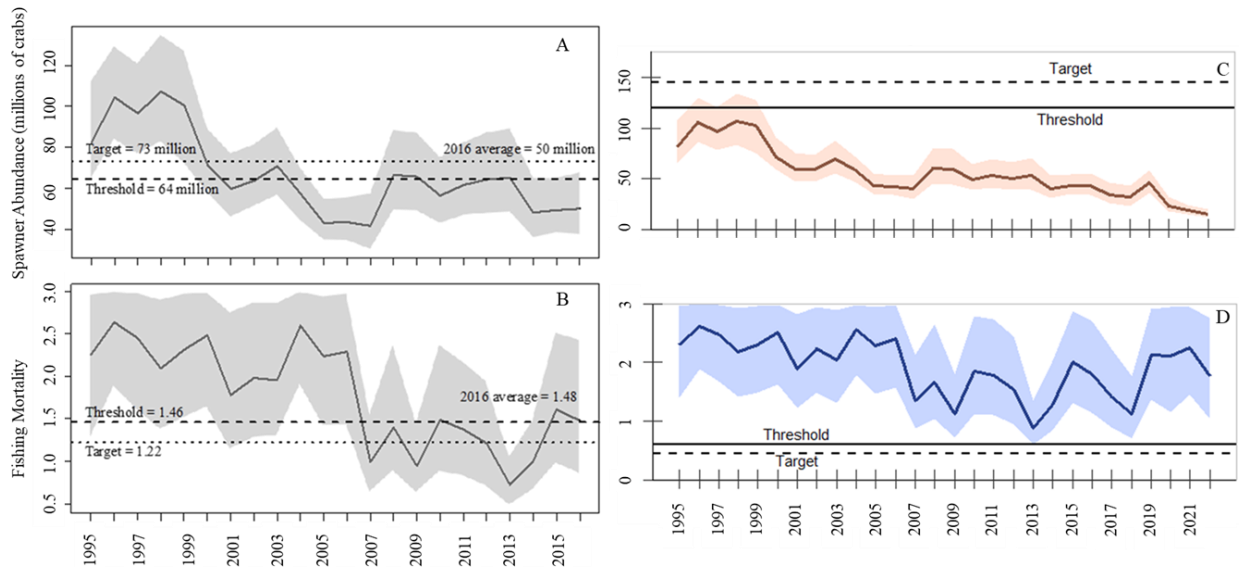 Spawner Abundance (millions of crabs)
120
100
80
60
40
A
Target = 73 million
2016 average = 50 million
Threshold = 64 million
Fishing Mortality
3.0
2.5
2.0
1.5
1.0
0.5
B
Threshold = 1.46
2016 average = 1.48
Target = 1.22
1995
1997
1999
2001
2003
2005
2007
2009
2011
2013
2015
150
100
50
0
C
Target
Threshold
3
2
1
0
D
Threshold
Target
1995
1997
1999
2001
2003
2005
2007
2009
2011
2013
2015
2017
2019
2021